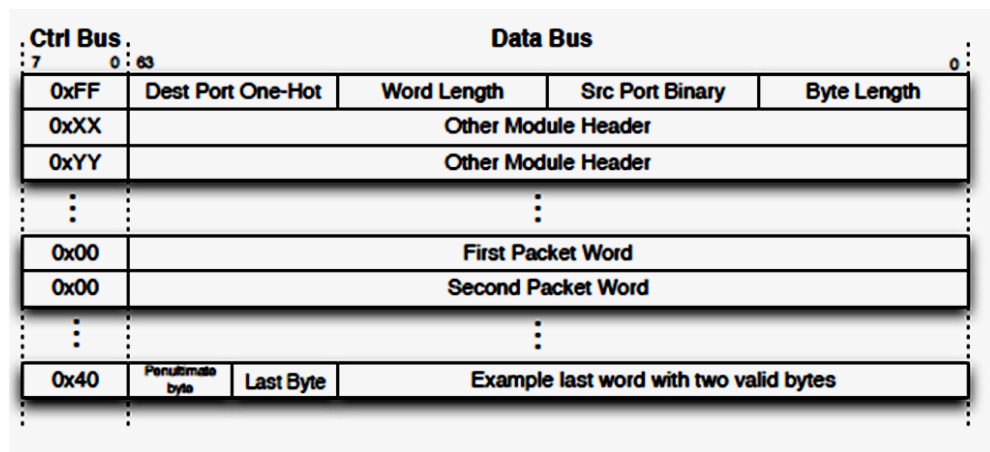 Ctrl Bus Data Bus
7 0 63 0
0xFF Dest Port One-Hot Word Length Src Port Binary Byte Length
0xXX Other Module Header
0xYY Other Module Header
0x00 First Packet Word
0x00 Second Packet Word
0x40 Penultimate byte Last Byte Example last word with two valid bytes